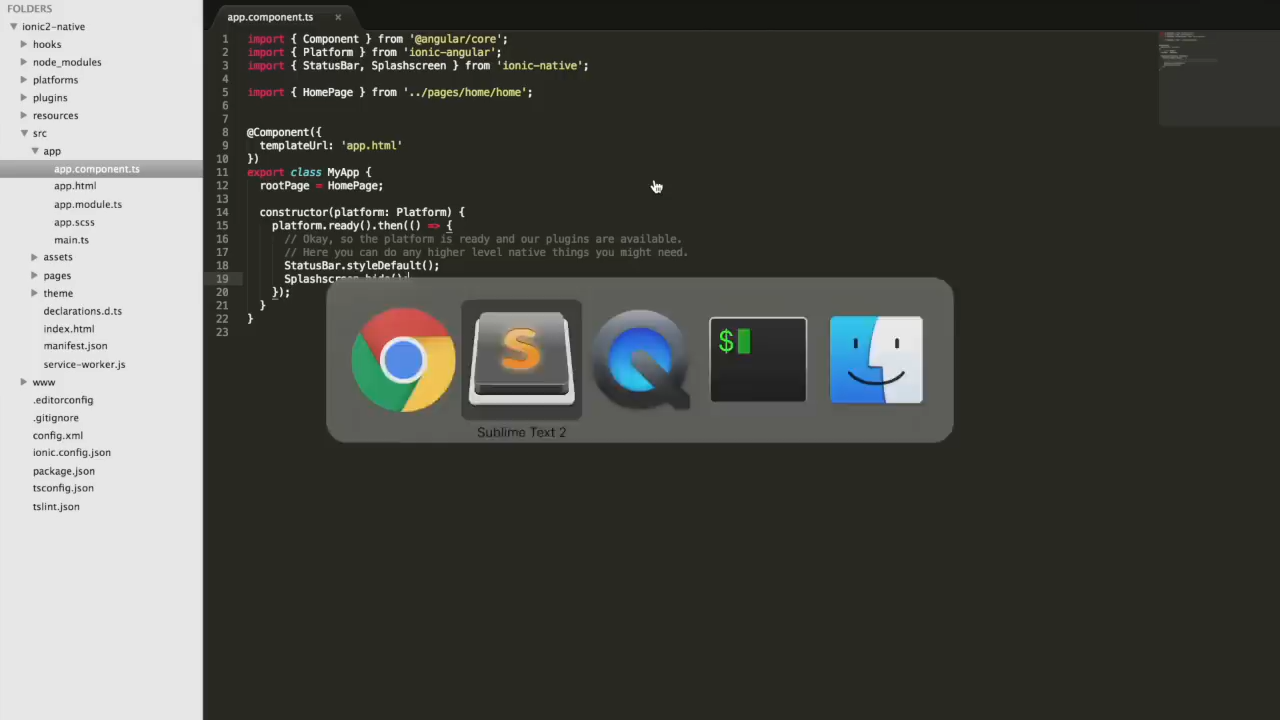 FOLDERS
ionic2-native
hooks
node_modules
platforms
plugins
resources
src
app
app.component.ts
app.html
app.module.ts
app.scss
main.ts
assets
pages
theme
declarations.d.ts
index.html
manifest.json
service-worker.js
www
.editorconfig
.gitignore
config.xml
ionic.config.json
package.json
tsconfig.json
tslint.json
app.component.ts ×
1 import { Component } from '@angular/core';
2 import { Platform } from 'ionic-angular';
3 import { StatusBar, Splashscreen } from 'ionic-native';
4
5 import { HomePage } from '../pages/home/home';
6
7
8 @Component({
9 templateUrl: 'app.html'
10 })
11 export class MyApp {
12 rootPage = HomePage;
13
14 constructor(platform: Platform) {
15 platform.ready().then(() => {
16 // Okay, so the platform is ready and our plugins are available.
17 // Here you can do any higher level native things you might need.
18 StatusBar.styleDefault();
19 Splashscreen.hide();
20 });
21 }
22 }
23
S
$
Sublime Text 2